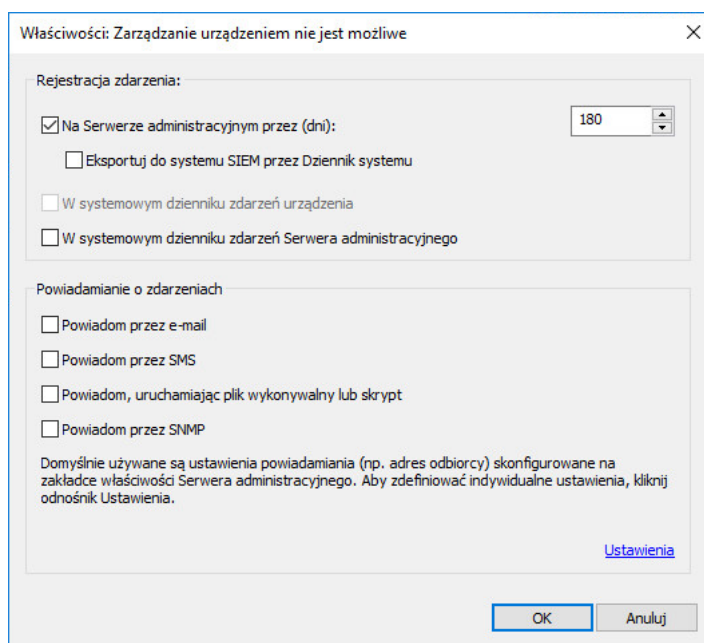 Właściwości: Zarządzanie urządzeniem nie jest możliwe
Rejestracja zdarzenia:
Na Serwerze administracyjnym przez (dni):
180
Eksportuj do systemu SIEM przez Dziennik systemu
W systemowym dzienniku zdarzeń urządzenia
W systemowym dzienniku zdarzeń Serwera administracyjnego
Powiadamianie o zdarzeniach
Powiadom przez e-mail
Powiadom przez SMS
Powiadom, uruchamiając plik wykonywalny lub skrypt
Powiadom przez SNMP
Domyślnie używane są ustawienia powiadamiania (np. adres odbiorcy) skonfigurowane na
zakładce właściwości Serwera administracyjnego. Aby zdefiniować indywidualne ustawienia, kliknij
odnośnik Ustawienia.
Ustawienia
OK
Anuluj